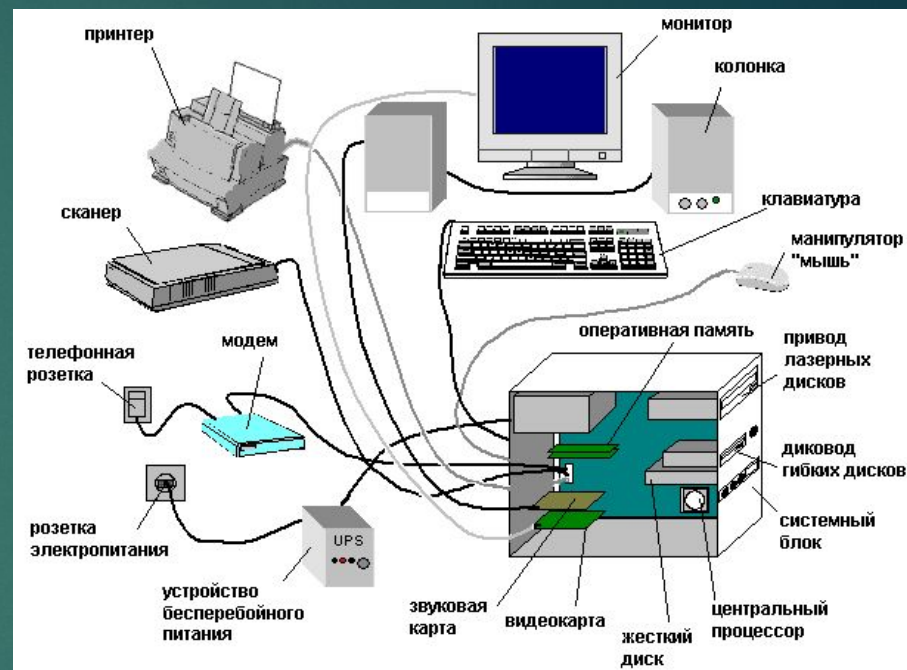 принтер
монитор
колонка
сканер
клавиатура
манипулятор
"мышь"
оперативная память
привод
лазерных
дисков
телефонная
розетка
модем
диковод
гибких дисков
розетка
электропитания
UPS
системный
блок
устройство
бесперебойного
питания
звуковая
карта
видеокарта
жесткий
диск
центральный
процессор